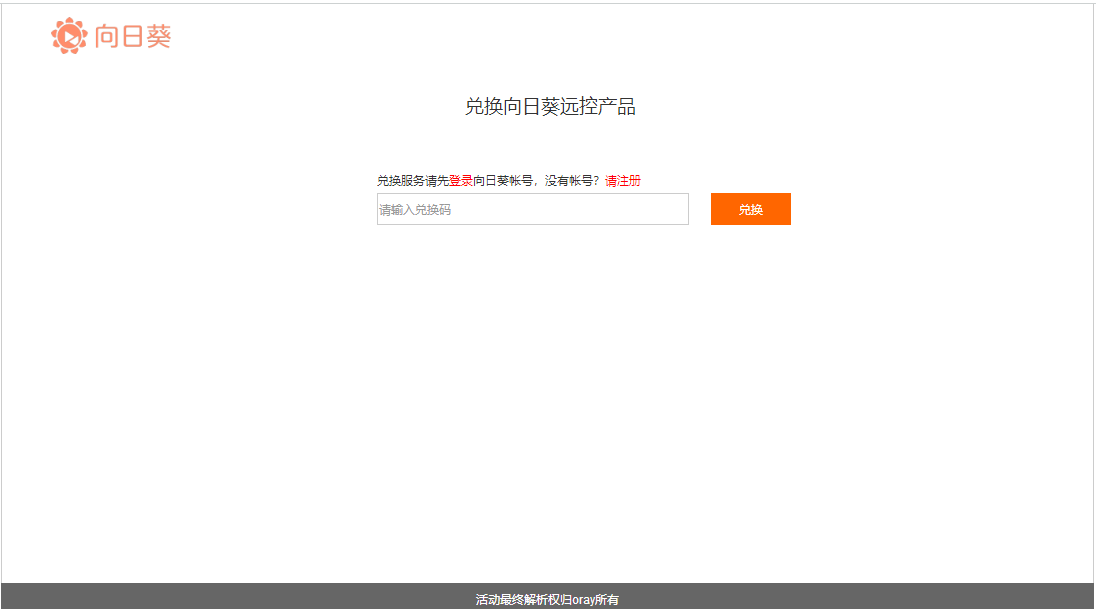 向日葵
兑换向日葵远控产品
兑换服务请先登录向日葵帐号，没有帐号？请注册
请输入兑换码
兑换
活动最终解析权归oray所有